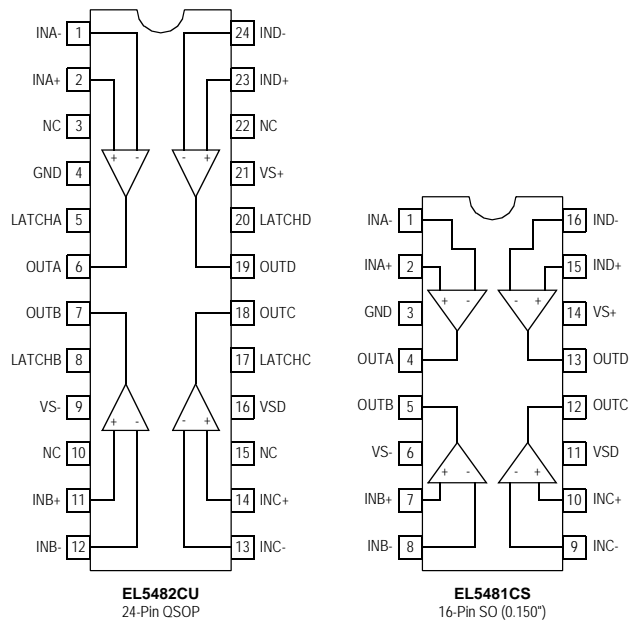 INA- 1 24 IND-
INA+ 2 23 IND+
NC 3 22 NC
+ - - +
GND 4 21 VS+
LATCHA 5 20 LATCHD
OUTA 6 19 OUTD
OUTB 7 18 OUTC
LATCHB 8 17 LATCHC
VS- 9 16 VSD
+ - - +
NC 10 15 NC
INB+ 11 14 INC+
INB- 12 13 INC-
EL5482CU
24-Pin QSOP
INA- 1 16 IND-
INA+ 2 15 IND+
+ - - +
GND 3 14 VS+
OUTA 4 13 OUTD
OUTB 5 12 OUTC
VS- 6 11 VSD
+ - - +
INB+ 7 10 INC+
INB- 8 9 INC-
EL5481CS
16-Pin SO (0.150")